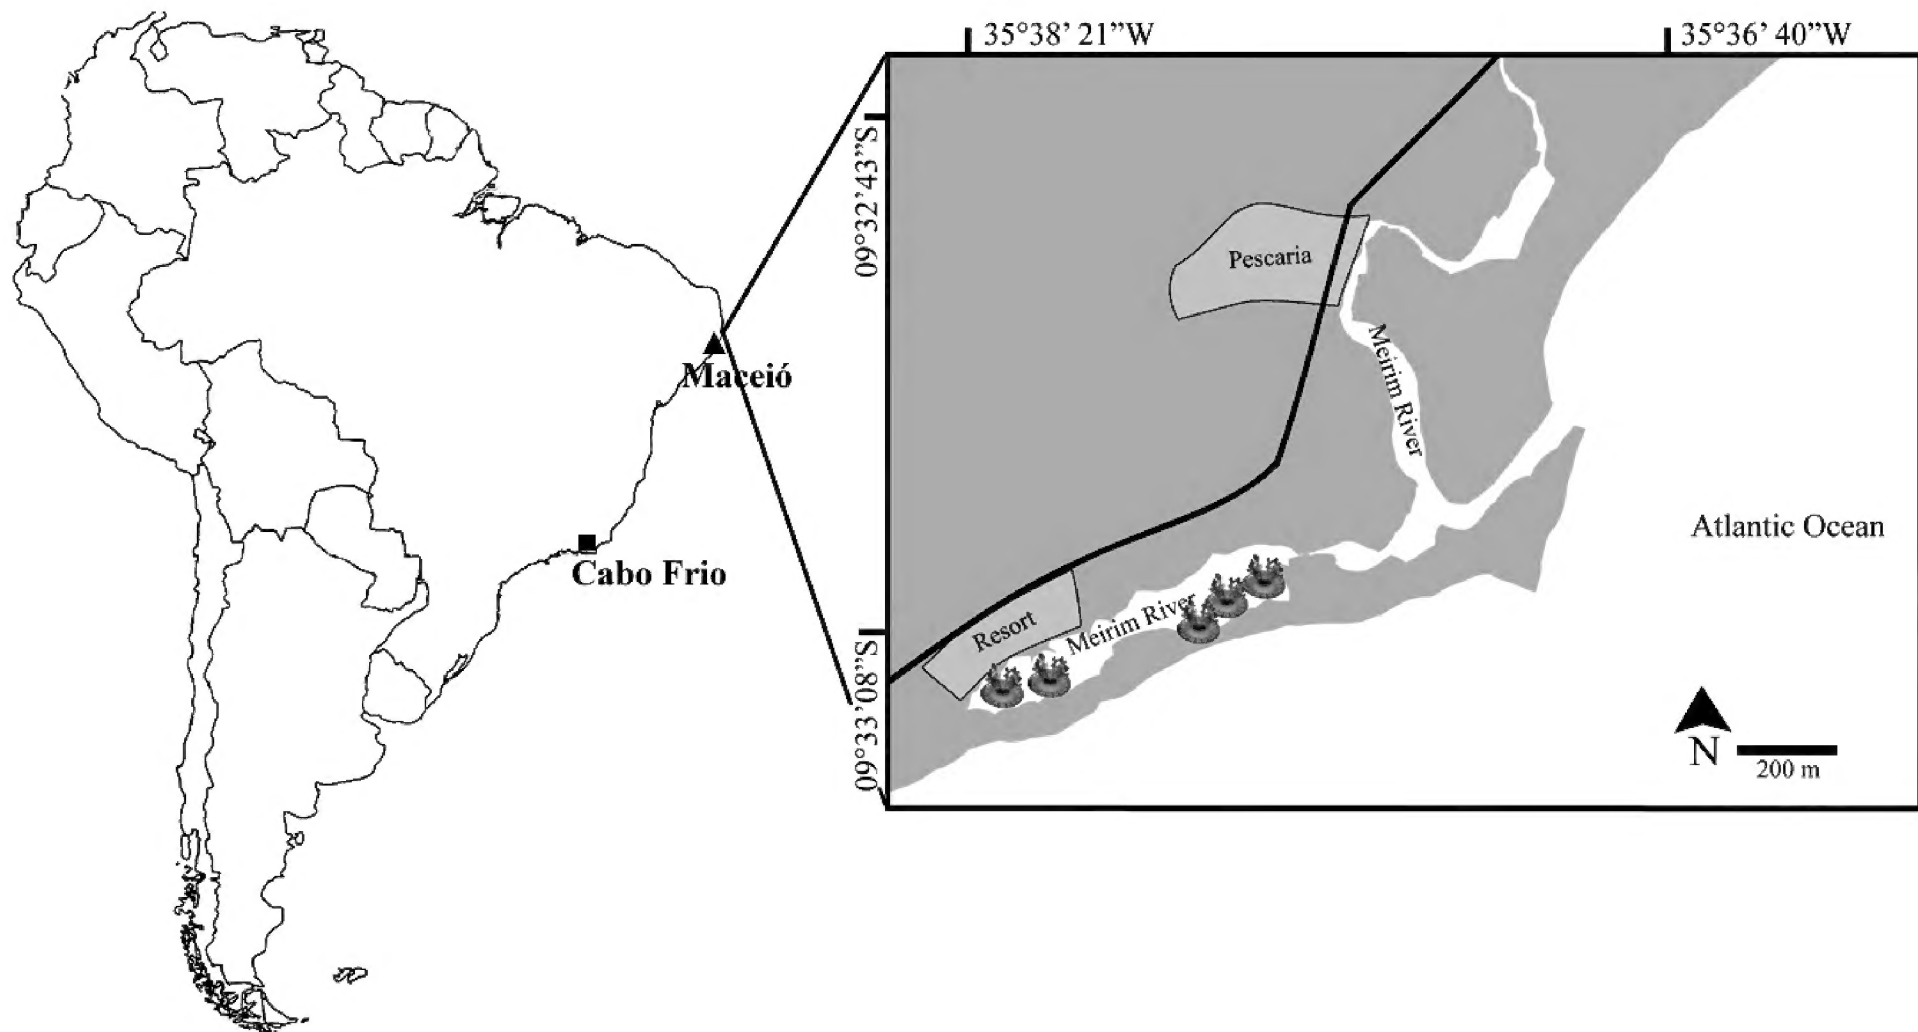 35°38’ 21”W
35°36’ 40”W
09°32’43”S
Pescaria
Meirim River
Maceió
Atlantic Ocean
Cabo Frio
Meirim River
Resort
09°33’08”S
N
200 m